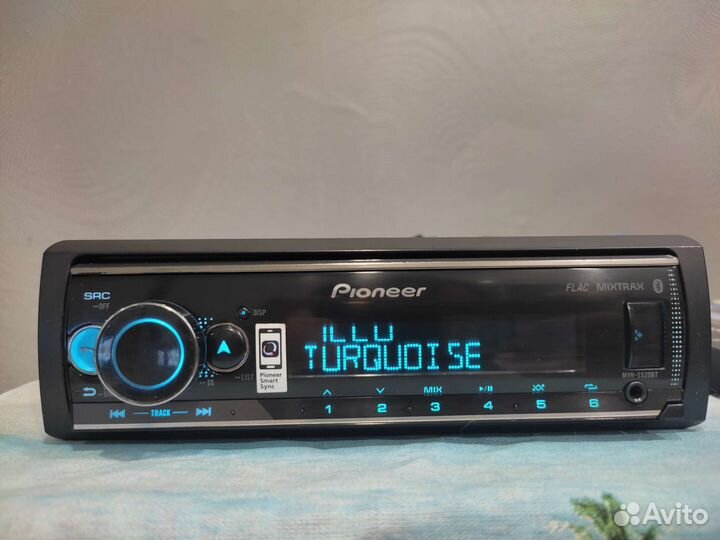 Pioneer
FLAC MIXTRAX
SRC
OFF
DISP
ILLU
TURQUOISE
LIST
Pioneer
Smart
Sync
MVH-S520BT
TRACK
MIX
1 2 3 4 5 6
Avito